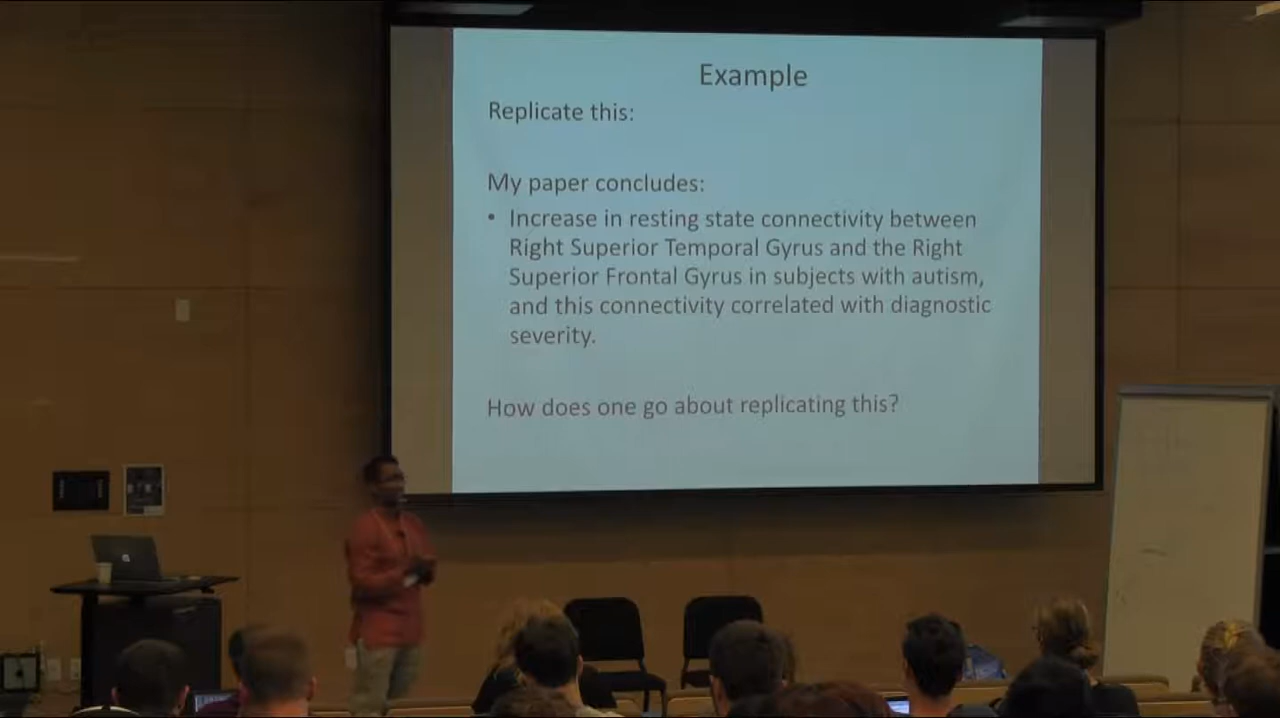 Example
Replicate this:
My paper concludes:
• Increase in resting state connectivity between
Right Superior Temporal Gyrus and the Right
Superior Frontal Gyrus in subjects with autism,
and this connectivity correlated with diagnostic
severity.
How does one go about replicating this?